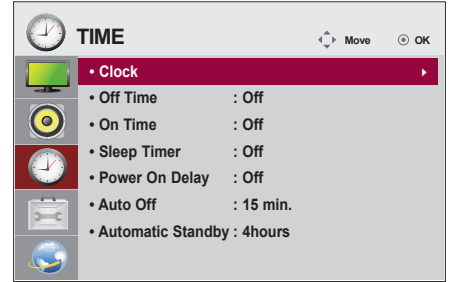 TIME Move OK
• Clock
• Off Time : Off
• On Time : Off
• Sleep Timer : Off
• Power On Delay : Off
• Auto Off : 15 min.
• Automatic Standby : 4hours